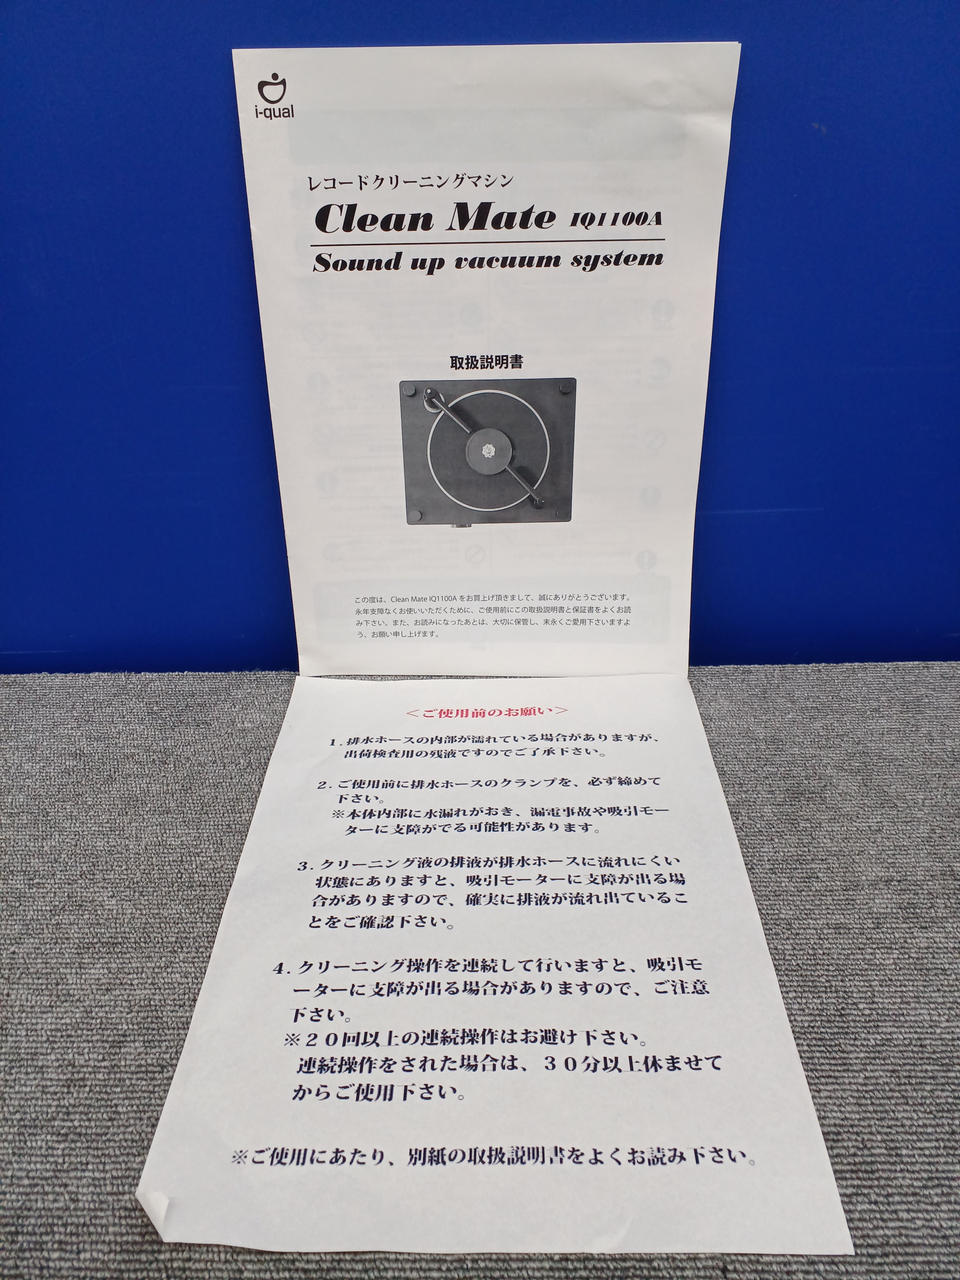 i-qual
レコードクリーニングマシン
Clean Mate IQ1100A
Sound up vacuum system
取扱説明書
この度は、Clean Mate IQ1100A をお買上げ頂きまして、誠にありがとうございます。
永年支障なくお使いいただくために、ご使用前にこの取扱説明書と保証書をよくお読
み下さい。また、お読みになったあとは、大切に保管し、末永くご愛用下さいますよ
う、お願い申し上げます。
＜ご使用前のお願い＞
1. 排水ホースの内部が濡れている場合がありますが、
出荷検査用の残液ですのでご了承下さい。
2. ご使用前に排水ホースのクランプを、必ず締めて
下さい。
※本体内部に水漏れがおき、漏電事故や吸引モー
ターに支障がでる可能性があります。
3. クリーニング液の排液が排水ホースに流れにくい
状態にありますと、吸引モーターに支障が出る場
合がありますので、確実に排液が流れ出ているこ
とをご確認下さい。
4. クリーニング操作を連続して行いますと、吸引モ
ーターに支障が出る場合がありますので、ご注意
下さい。
※２０回以上の連続操作はお避け下さい。
連続操作をされた場合は、３０分以上休ませて
からご使用下さい。
※ご使用にあたり、別紙の取扱説明書をよくお読み下さい。